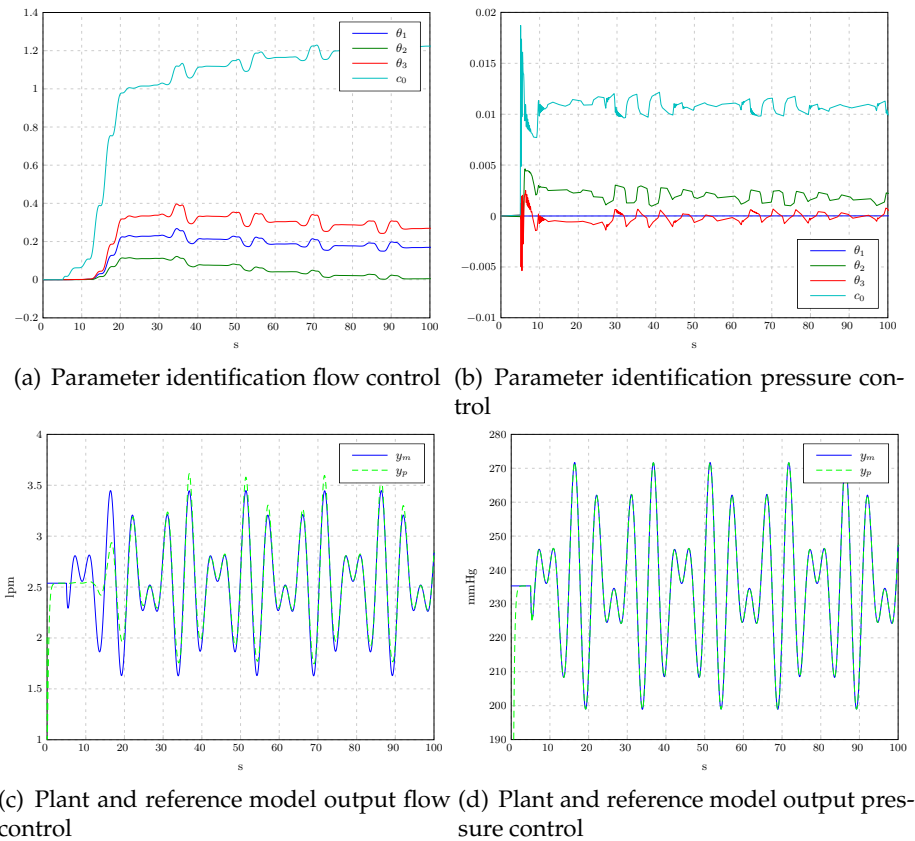 1.4
1.2
1
0.8
0.6
0.4
0.2
0
−0.2
0 10 20 30 40 50 60 70 80 90 100
s
θ1
θ2
θ3
c0
0.02
0.015
0.01
0.005
0
−0.005
−0.01
0 10 20 30 40 50 60 70 80 90 100
s
θ1
θ2
θ3
c0
(a) Parameter identification flow control
(b) Parameter identification pressure con-
trol
4
3.5
3
2.5
2
1.5
1
lpm
0 10 20 30 40 50 60 70 80 90 100
s
ym
yp
280
270
260
250
240
230
220
210
200
190
mmHg
0 10 20 30 40 50 60 70 80 90 100
s
ym
yp
(c) Plant and reference model output flow
control
(d) Plant and reference model output pres-
sure control